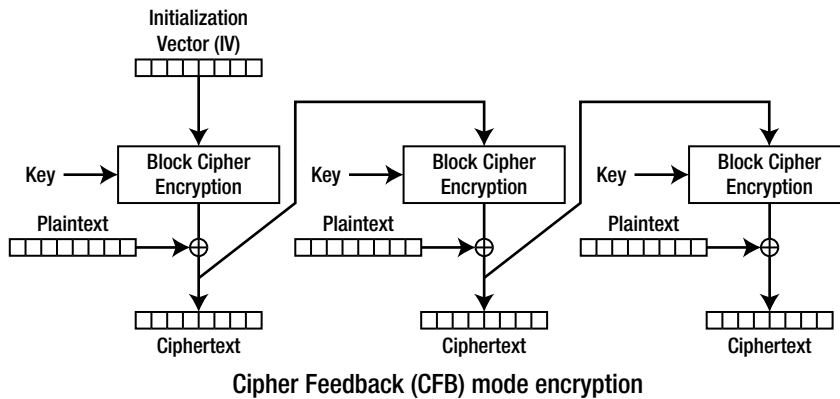 Initialization
Vector (IV)
Key
Block Cipher
Encryption
Key
Block Cipher
Encryption
Key
Block Cipher
Encryption
Plaintext
Plaintext
Plaintext
Ciphertext
Ciphertext
Ciphertext
Cipher Feedback (CFB) mode encryption